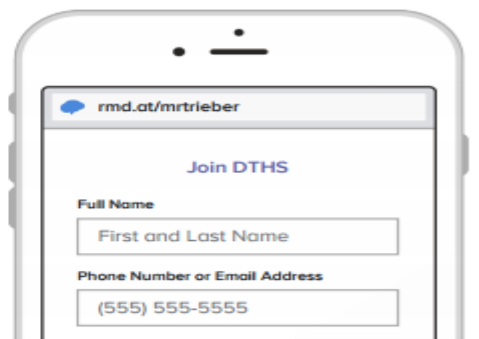 rmd.at/mrtrieber
Join DTHS
Full Name
First and Last Name
Phone Number or Email Address
(555) 555-5555